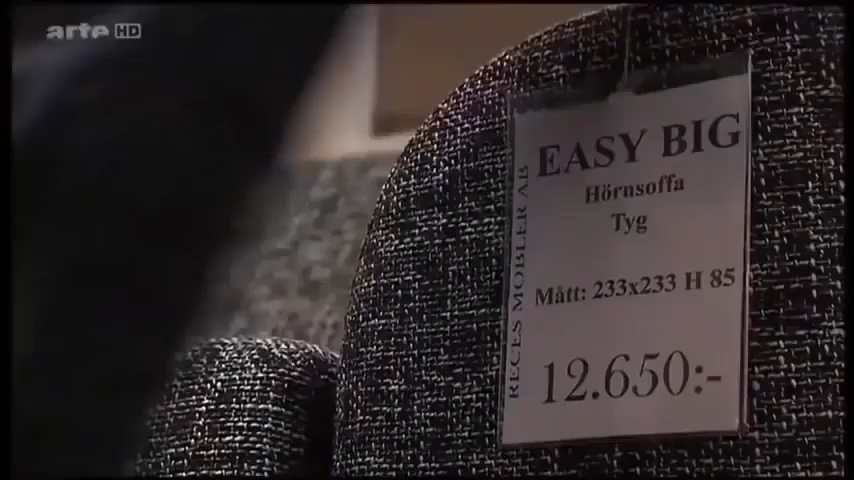 arte HD
EASY BIG
Hörnsoffa
Tyg
Mått: 233x233 H 85
12.650:-
RECES MÖBLER AB